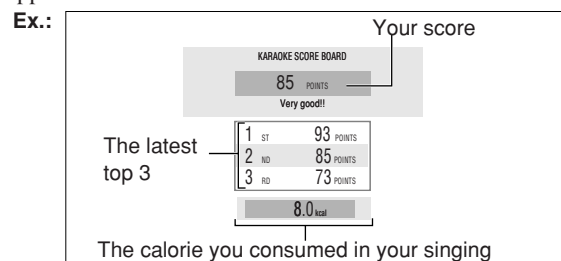 Ex.:
Your score
KARAOKE SCORE BOARD
85 POINTS
Very good!!
The latest
top 3
1 ST 93 POINTS
2 ND 85 POINTS
3 RD 73 POINTS
8.0 kcal
The calorie you consumed in your singing